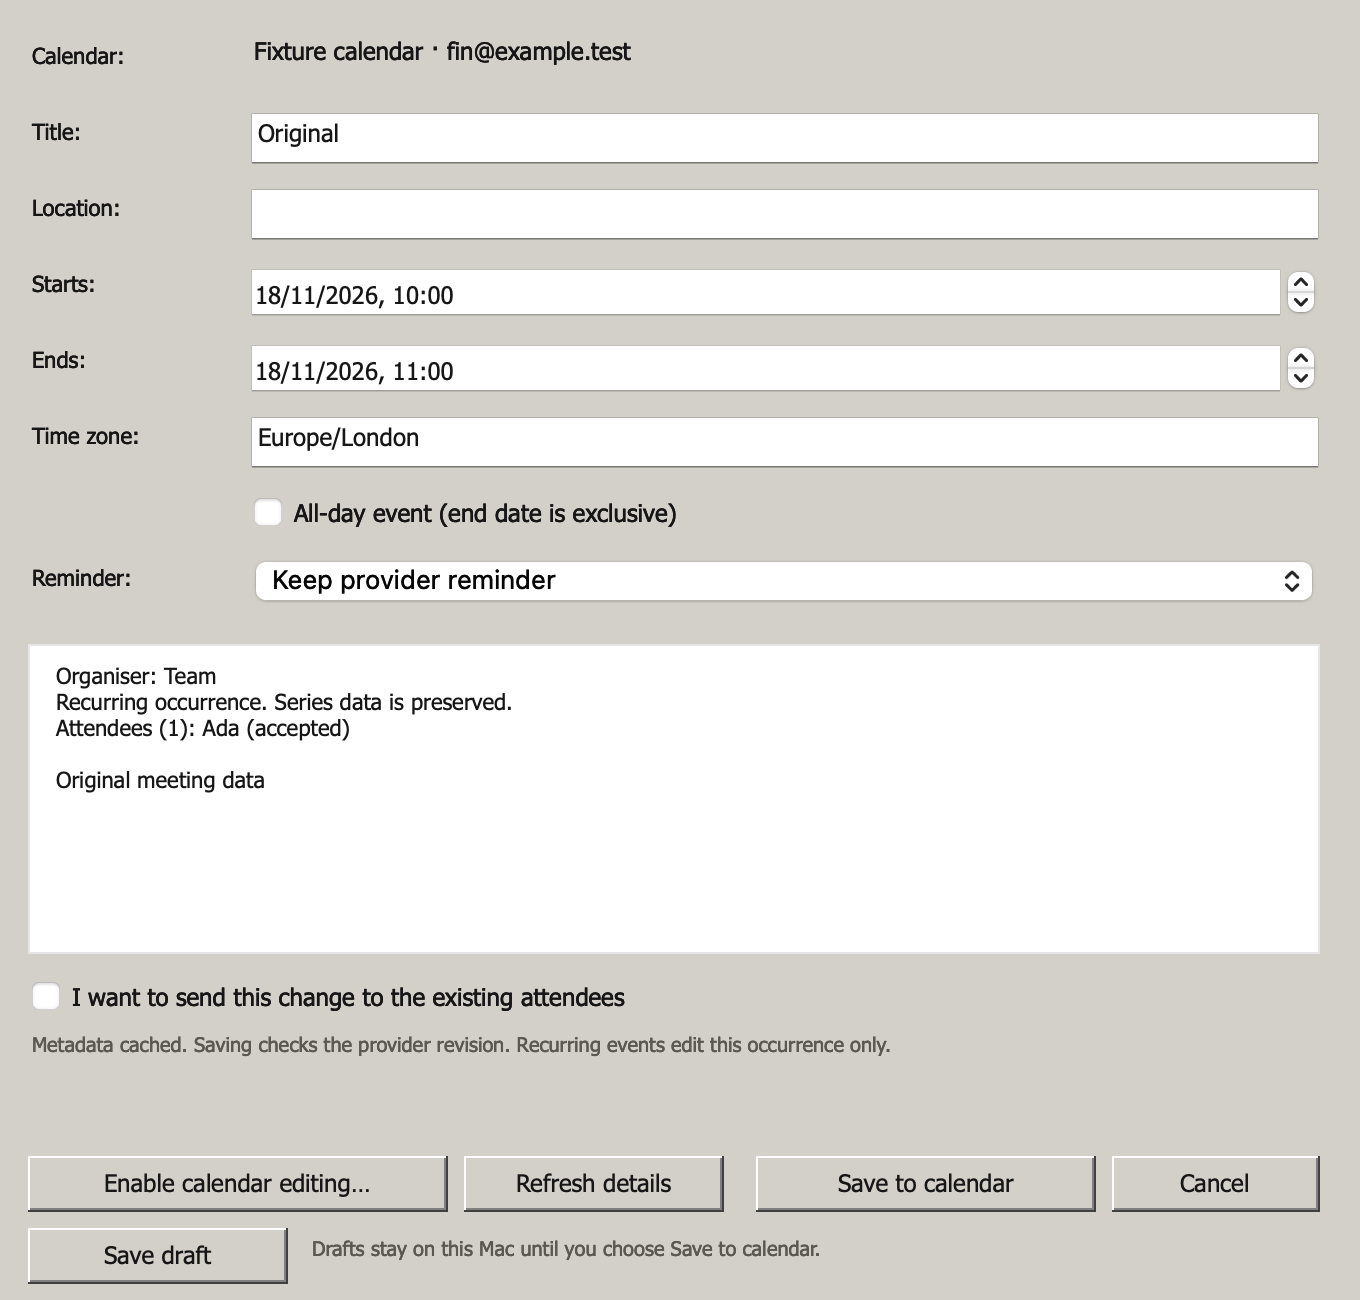 Calendar:
Fixture calendar · fin@example.test
Title:
Original
Location:
Starts:
18/11/2026, 10:00
Ends:
18/11/2026, 11:00
Time zone:
Europe/London
All-day event (end date is exclusive)
Reminder:
Keep provider reminder
Organiser: Team
Recurring occurrence. Series data is preserved.
Attendees (1): Ada (accepted)
Original meeting data
I want to send this change to the existing attendees
Metadata cached. Saving checks the provider revision. Recurring events edit this occurrence only.
Enable calendar editing...
Refresh details
Save to calendar
Cancel
Save draft
Drafts stay on this Mac until you choose Save to calendar.